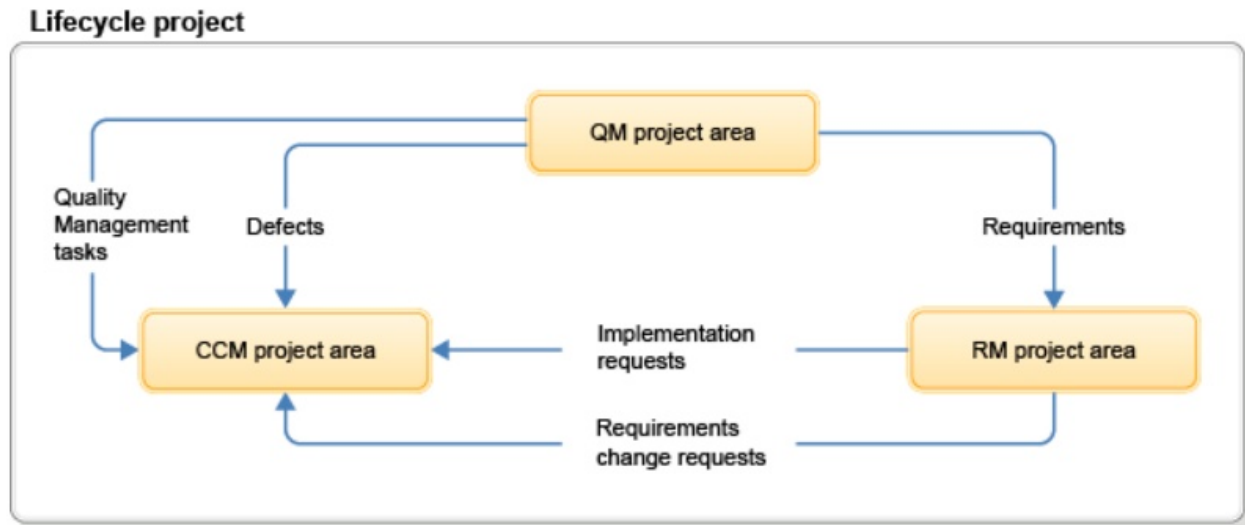 Lifecycle project
QM project area
Quality
Management
tasks
Defects
Requirements
CCM project area
Implementation
requests
RM project area
Requirements
change requests